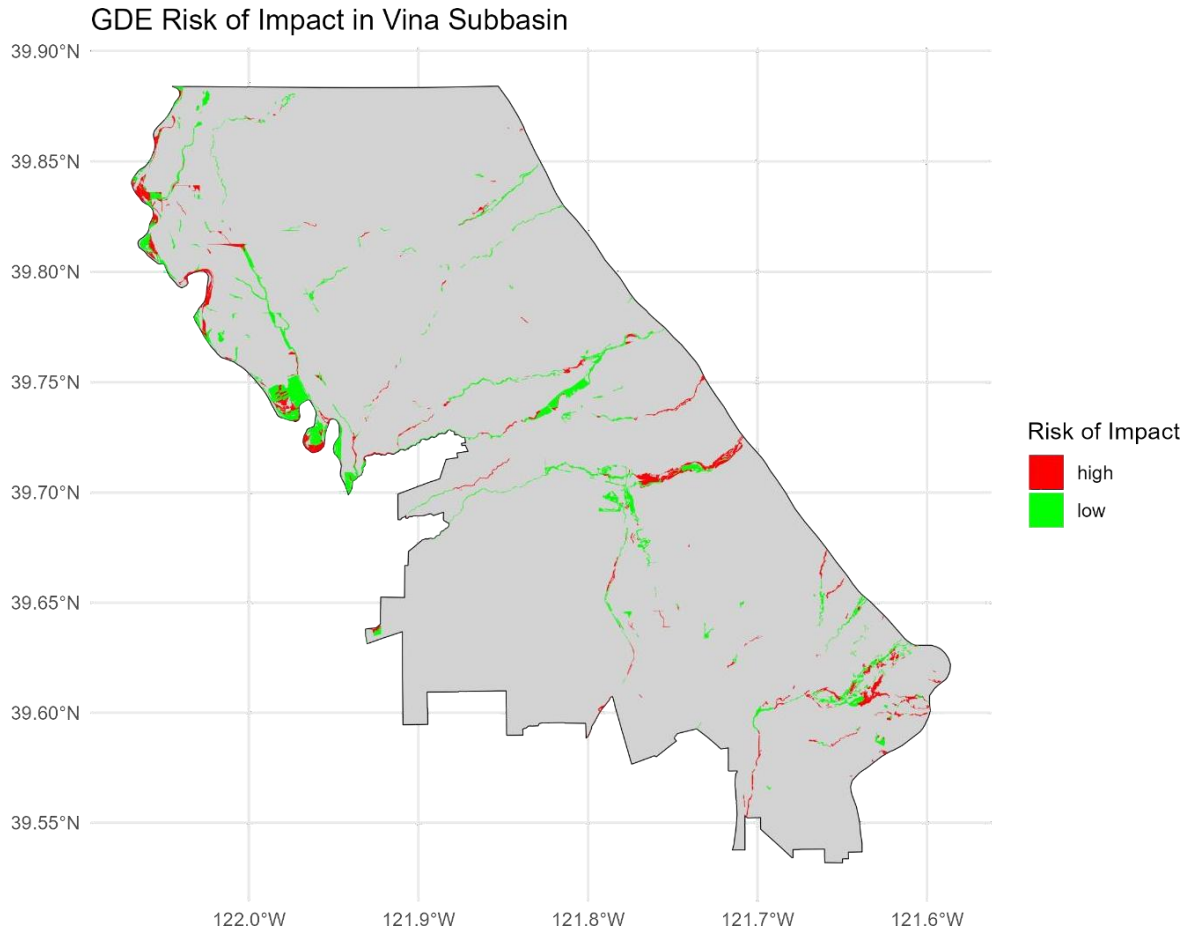 GDE Risk of Impact in Vina Subbasin
39.90°N
39.85°N
39.80°N
39.75°N
39.70°N
39.65°N
39.60°N
39.55°N
122.0°W 121.9°W 121.8°W 121.7°W 121.6°W
Risk of Impact
high
low